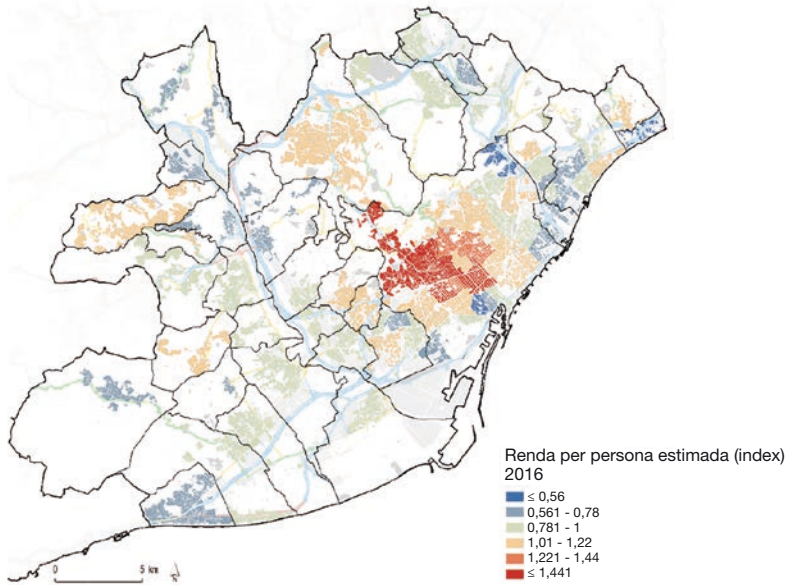 Renda per persona estimada (index)
2016
≤ 0,56
0,561 - 0,78
0,781 - 1
1,01 - 1,22
1,221 - 1,44
≤ 1,441
0 5 km N